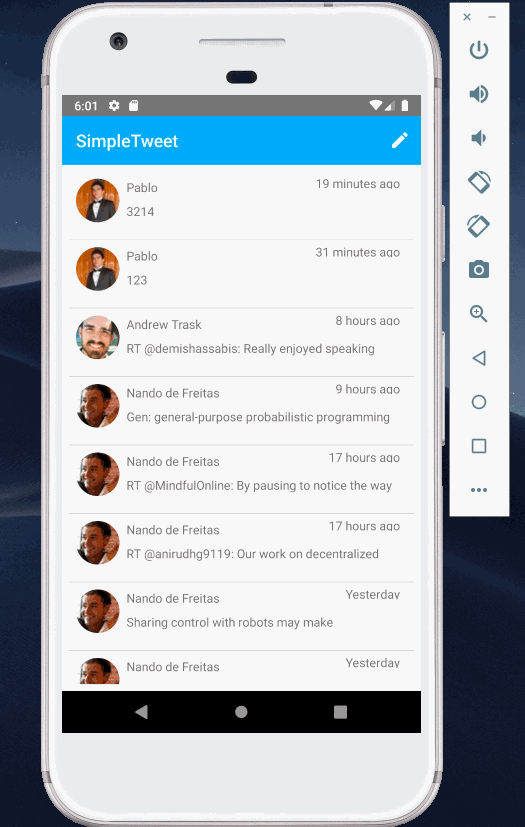 6:01
SimpleTweet
Pablo 19 minutes ago
3214
Pablo 31 minutes ago
123
Andrew Trask 8 hours ago
RT @demishassabis: Really enjoyed speaking
Nando de Freitas 9 hours ago
Gen: general-purpose probabilistic programming
Nando de Freitas 17 hours ago
RT @MindfulOnline: By pausing to notice the way
Nando de Freitas 17 hours ago
RT @anirudhg9119: Our work on decentralized
Nando de Freitas Yesterday
Sharing control with robots may make
Nando de Freitas Yesterday